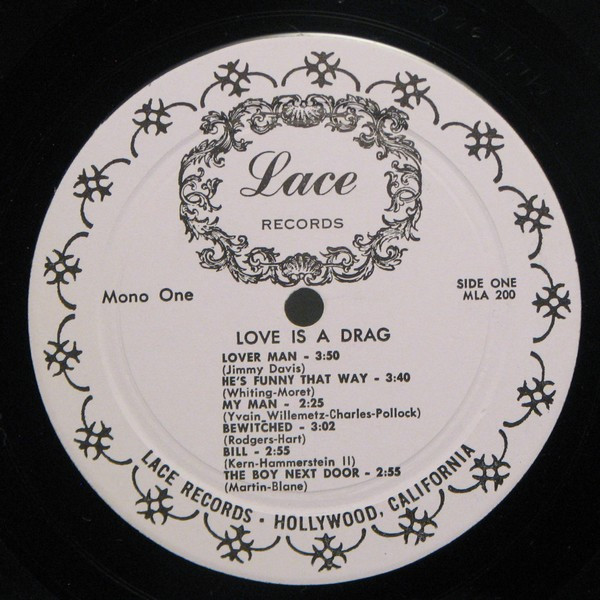 Lace
RECORDS
Mono One
SIDE ONE
MLA 200
LOVE IS A DRAG
LOVER MAN - 3:50
(Jimmy Davis)
HE'S FUNNY THAT WAY - 3:40
(Whiting-Moret)
MY MAN - 2:25
(Yvain_Willemetz-Charles-Pollock)
BEWITCHED - 3:02
(Rodgers-Hart)
BILL - 2:55
(Kern-Hammerstein II)
THE BOY NEXT DOOR - 2:55
(Martin-Blane)
LACE RECORDS • HOLLYWOOD, CALIFORNIA